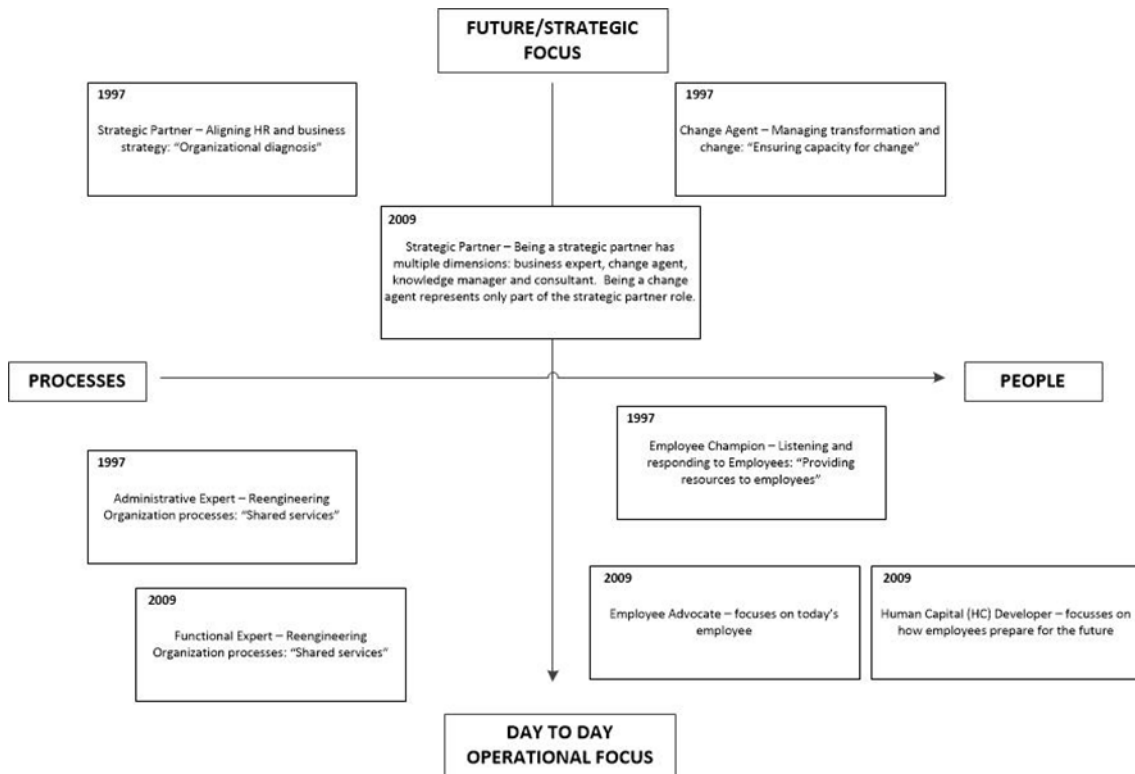 FUTURE/STRATEGIC
FOCUS
1997
Strategic Partner – Aligning HR and business
strategy: “Organizational diagnosis”
1997
Change Agent – Managing transformation and
change: “Ensuring capacity for change”
2009
Strategic Partner – Being a strategic partner has
multiple dimensions: business expert, change agent,
knowledge manager and consultant. Being a change
agent represents only part of the strategic partner role.
PROCESSES
PEOPLE
1997
Employee Champion – Listening and
responding to Employees: “Providing
resources to employees”
1997
Administrative Expert – Reengineering
Organization processes: “Shared services”
2009
Functional Expert – Reengineering
Organization processes: “Shared services”
2009
Employee Advocate – focuses on today’s
employee
2009
Human Capital (HC) Developer – focusses on
how employees prepare for the future
DAY TO DAY
OPERATIONAL FOCUS